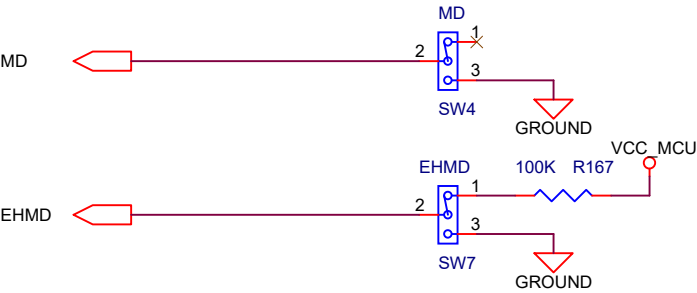 MD
1
MD
2
3
SW4
GROUND
VCC_MCU
EHMD
100K R167
1
EHMD
2
3
SW7
GROUND